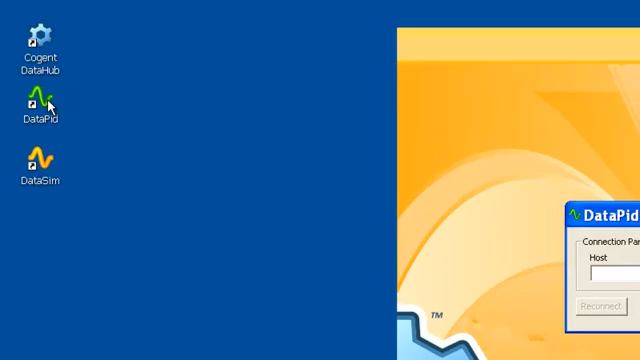 Cogent
DataHub
DataPid
DataSim
TM
DataPid
Connection Par
Host
Reconnect